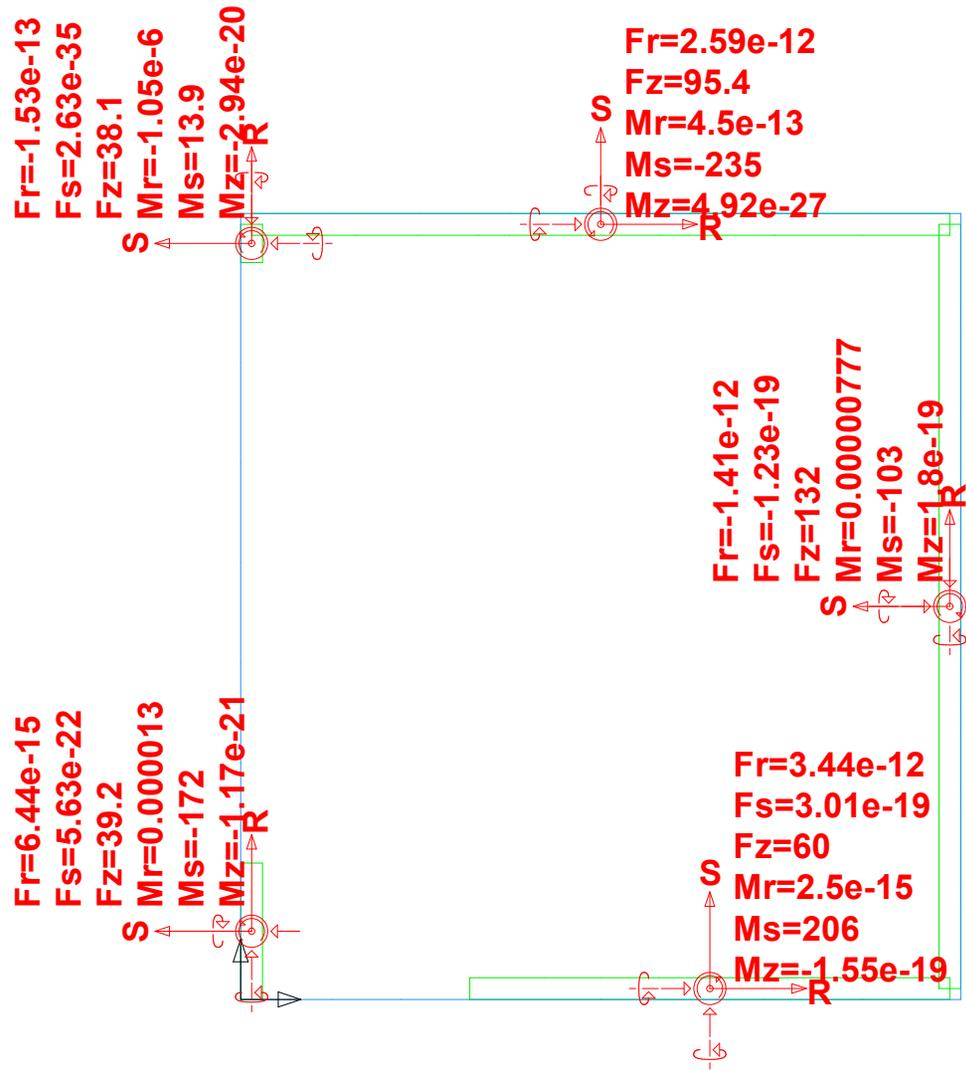 Fr=-1.53e-13
Fs=2.63e-35
Fz=38.1
Mr=-1.05e-6
Ms=13.9
Mz=-2.94e-20
R
S
Fr=2.59e-12
Fz=95.4
Mr=4.5e-13
Ms=-235
Mz=4.92e-27
S
R
Fr=-1.41e-12
Fs=-1.23e-19
Fz=132
Mr=0.00000777
Ms=-103
Mz=1.8e-19
R
S
Fr=6.44e-15
Fs=5.63e-22
Fz=39.2
Mr=0.000013
Ms=-172
Mz=-1.17e-21
R
S
Fr=3.44e-12
Fs=3.01e-19
Fz=60
Mr=2.5e-15
Ms=206
Mz=-1.55e-19
S
R